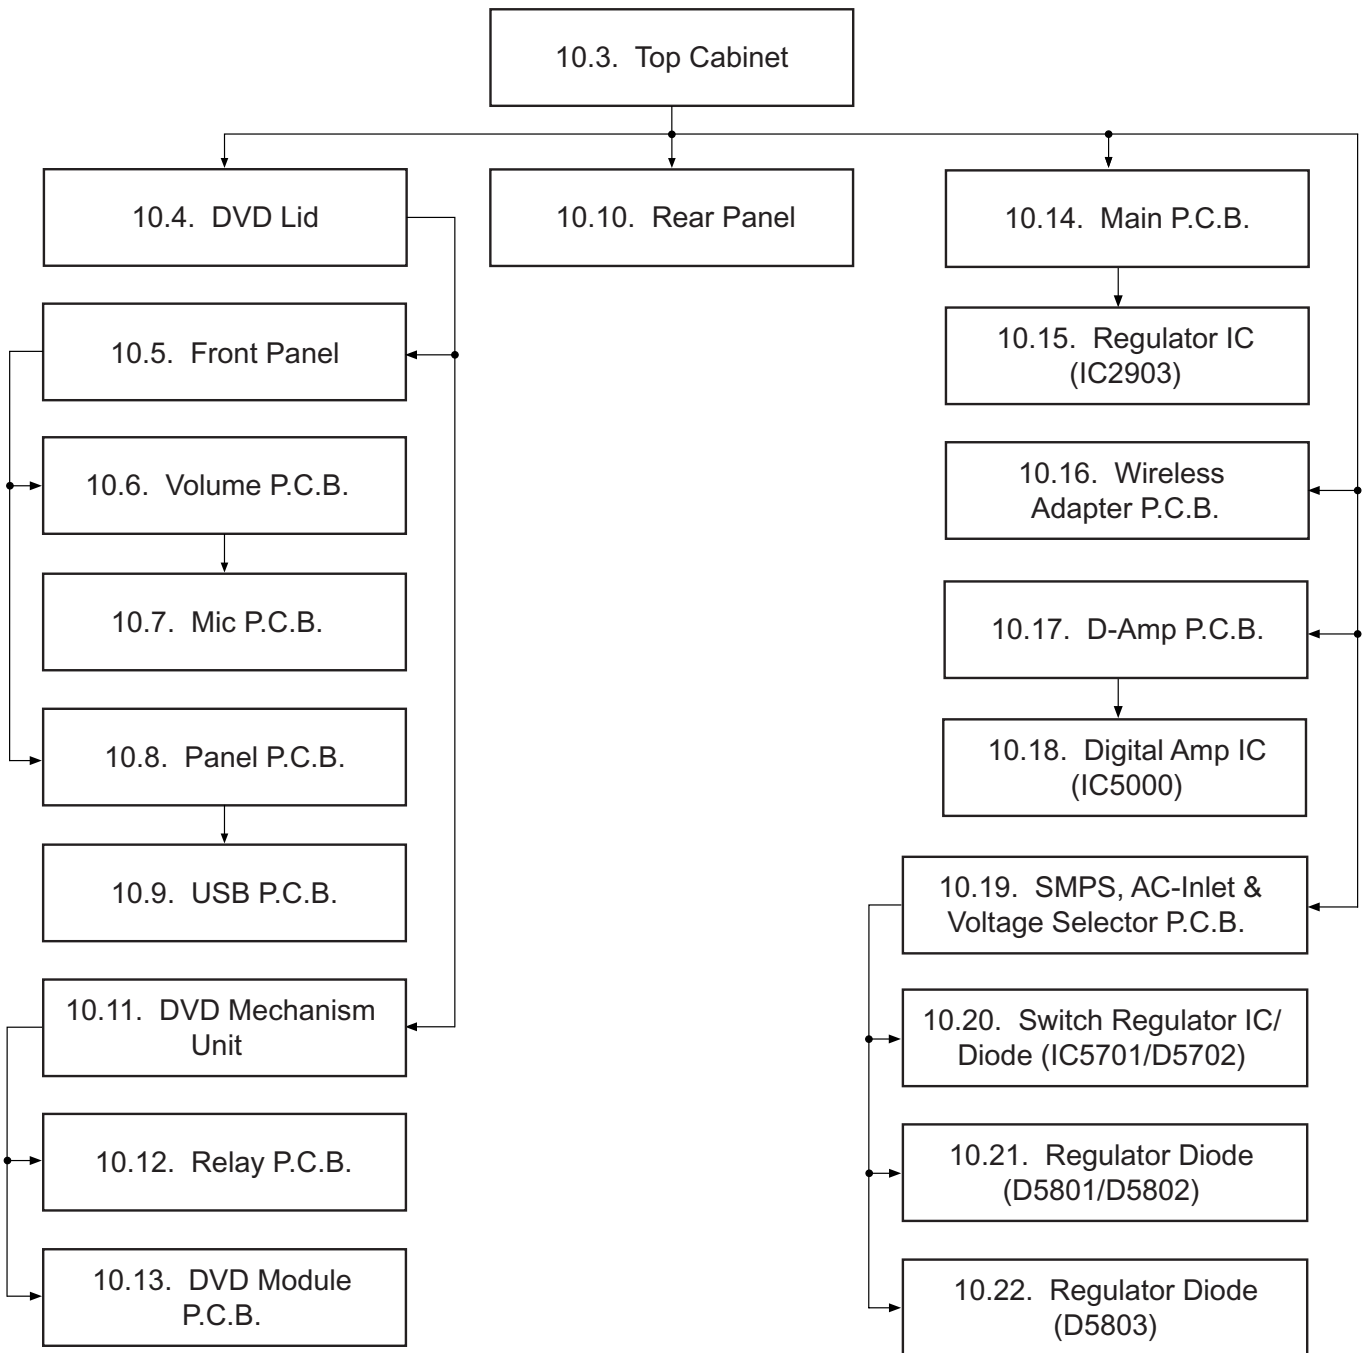 10.3. Top Cabinet
10.4. DVD Lid
10.10. Rear Panel
10.14. Main P.C.B.
10.5. Front Panel
10.15. Regulator IC
(IC2903)
10.6. Volume P.C.B.
10.16. Wireless
Adapter P.C.B.
10.7. Mic P.C.B.
10.17. D-Amp P.C.B.
10.8. Panel P.C.B.
10.18. Digital Amp IC
(IC5000)
10.9. USB P.C.B.
10.19. SMPS, AC-Inlet &
Voltage Selector P.C.B.
10.11. DVD Mechanism
Unit
10.20. Switch Regulator IC/
Diode (IC5701/D5702)
10.12. Relay P.C.B.
10.21. Regulator Diode
(D5801/D5802)
10.13. DVD Module
P.C.B.
10.22. Regulator Diode
(D5803)